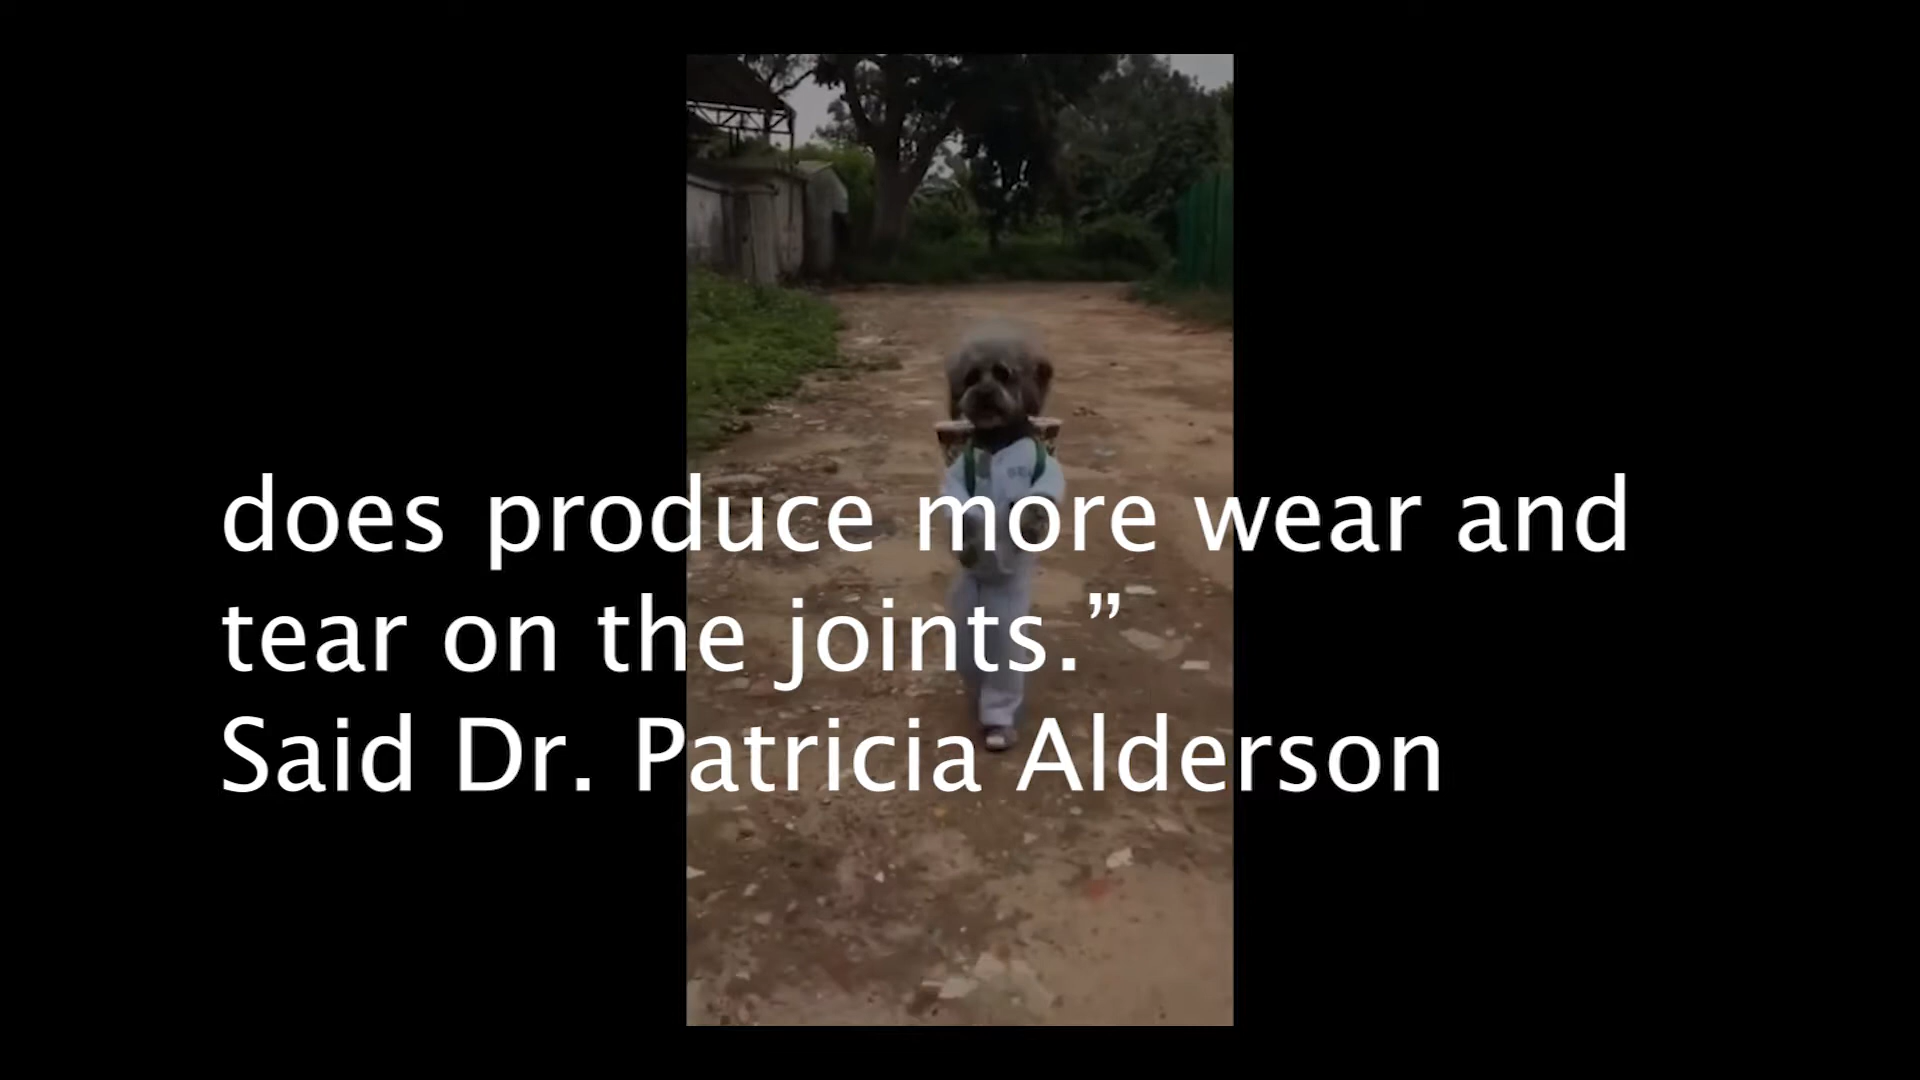 does produce more wear and
tear on the joints.”
Said Dr. Patricia Alderson